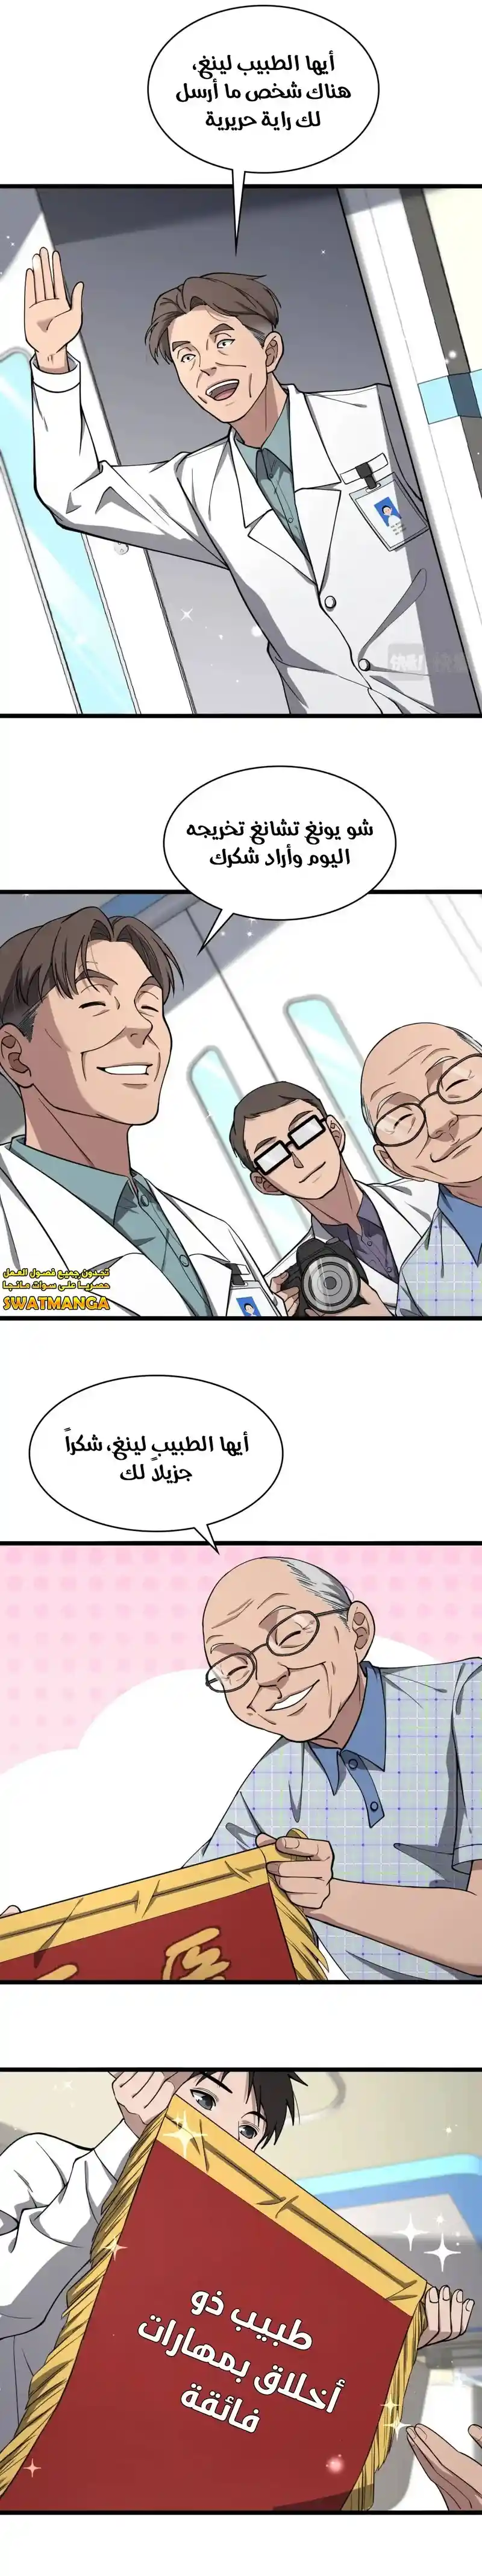 أيها الطبيب لينغ،
هناك شخص ما أرسل
لك راية حريرية
شو يونغ تشانغ تخريجه
اليوم وأراد شكرك
تجدون جميع فصول العمل
حصرياً على سوات مانجا
SWATMANGA
أيها الطبيب لينغ، شكراً
جزيلاً لك
医
طبيب ذو
أخلاق بمهارات
فائقة